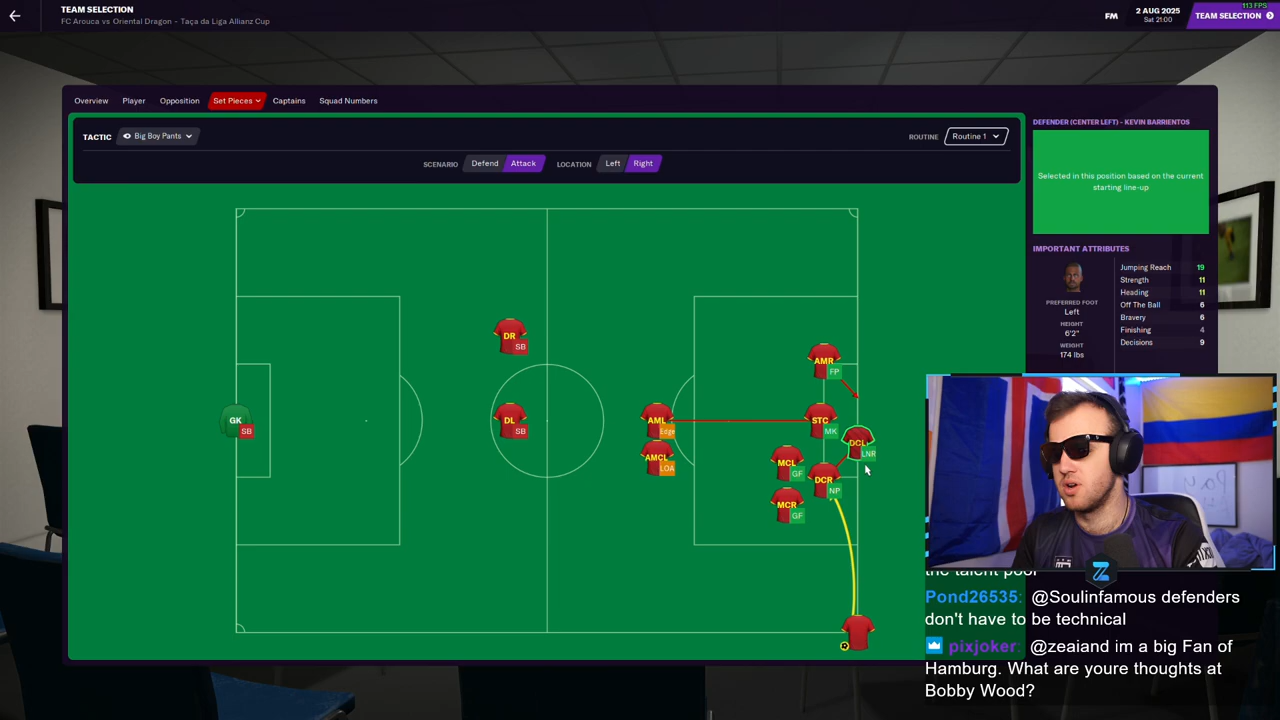 113 FPS
TEAM SELECTION
FC Arouca vs Oriental Dragon - Taça da Liga Allianz Cup
FM
2 AUG 2025
Sat 21:00
TEAM SELECTION
Overview
Player
Opposition
Set Pieces
Captains
Squad Numbers
TACTIC
Big Boy Pants
ROUTINE
Routine 1
SCENARIO
Defend
Attack
LOCATION
Left
Right
DEFENDER (CENTER LEFT) - KEVIN BARRIENTOS
Selected in this position based on the current
starting line-up
IMPORTANT ATTRIBUTES
PREFERRED FOOT
Left
HEIGHT
6'2"
WEIGHT
174 lbs
Jumping Reach 19
Strength 11
Heading 11
Off The Ball 6
Bravery 6
Finishing 4
Decisions 9
DR
SB
AMR
FP
GK
SB
DL
SB
AML
Edge
STC
MK
DCL
LNR
AMCL
LOA
MCL
GF
DCR
NP
MCR
GF
the talent pool
Pond26535: @Soulinfamous defenders
don't have to be technical
pixjoker: @zeaiand im a big Fan of
Hamburg. What are youre thoughts at
Bobby Wood?